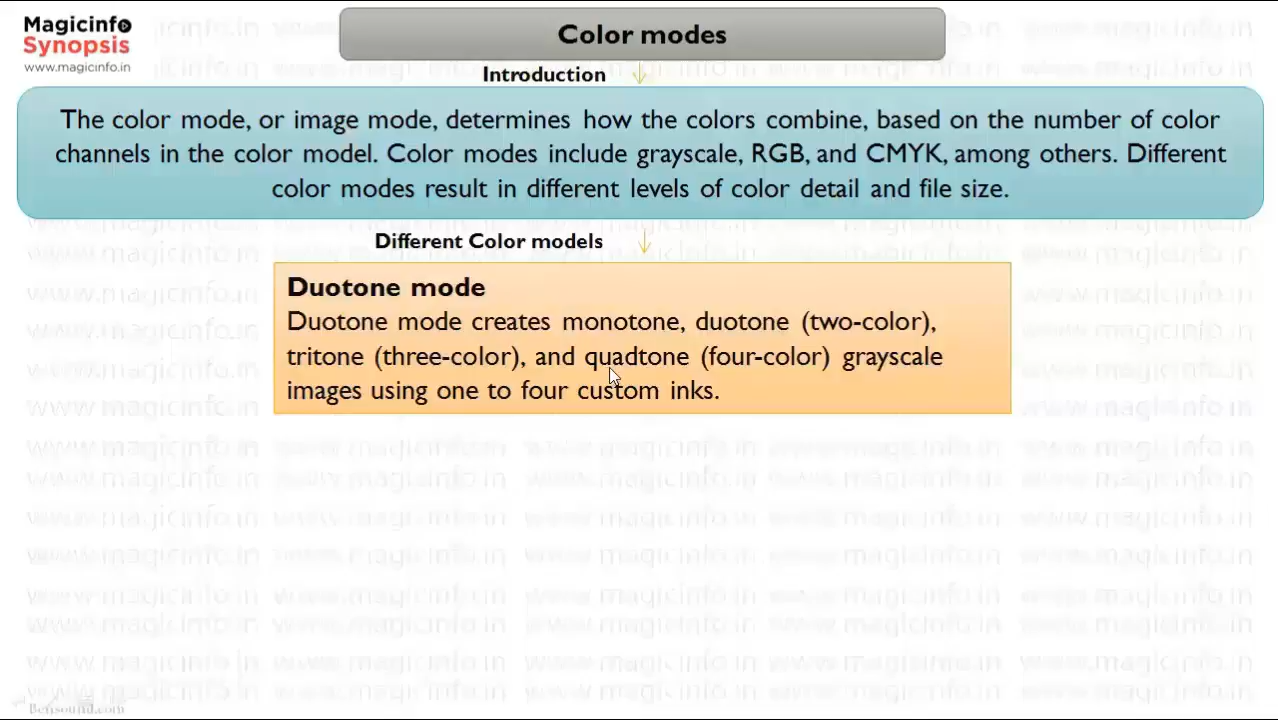 Magicinfo
Synopsis
www.magicinfo.in
Color modes
Introduction
The color mode, or image mode, determines how the colors combine, based on the number of color
channels in the color model. Color modes include grayscale, RGB, and CMYK, among others. Different
color modes result in different levels of color detail and file size.
Different Color models
Duotone mode
Duotone mode creates monotone, duotone (two-color),
tritone (three-color), and quadtone (four-color) grayscale
images using one to four custom inks.
Bensound.com